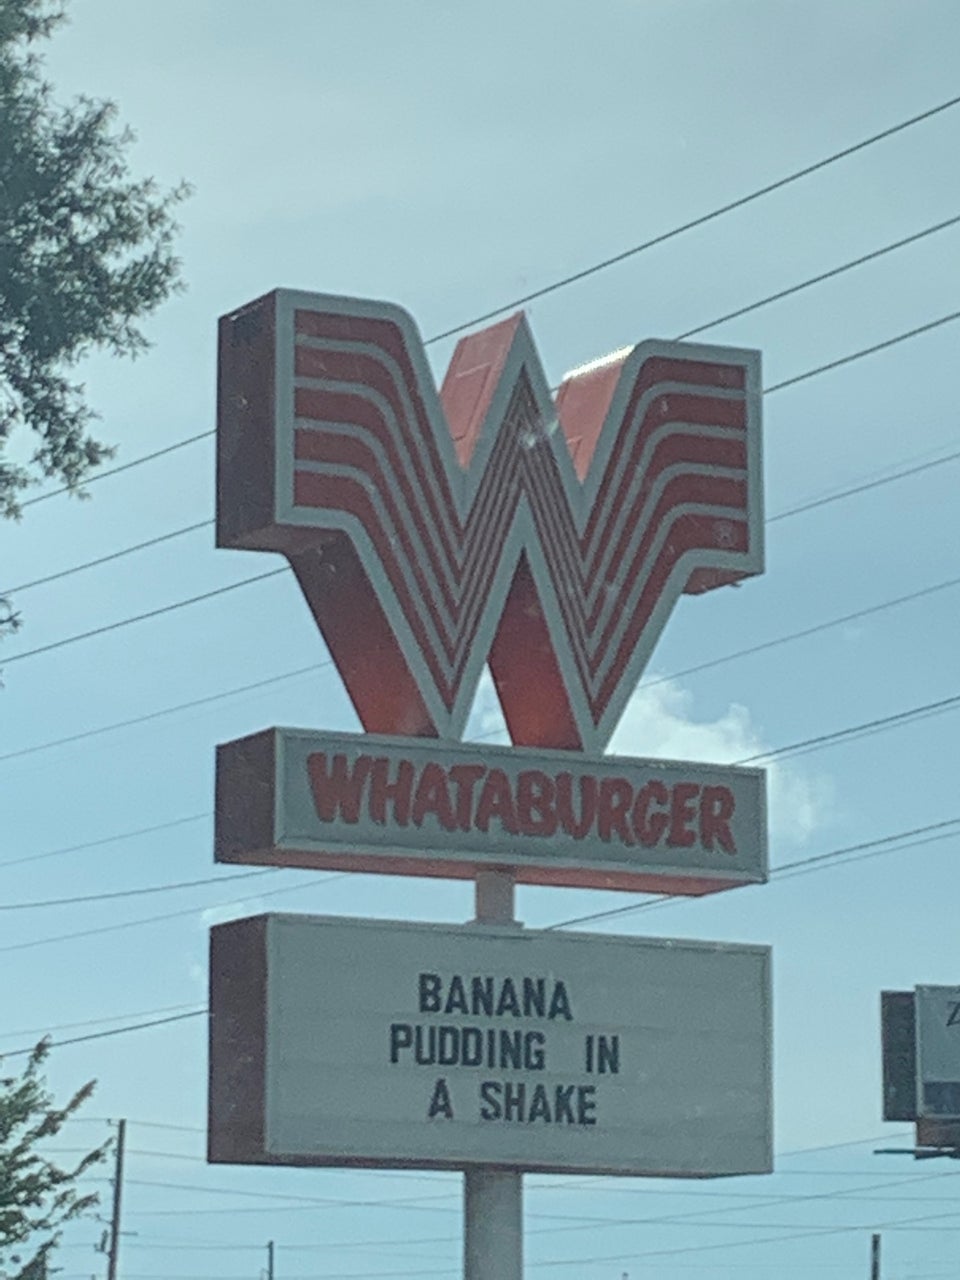 W
WHATABURGER
BANANA
PUDDING IN
A SHAKE
Z